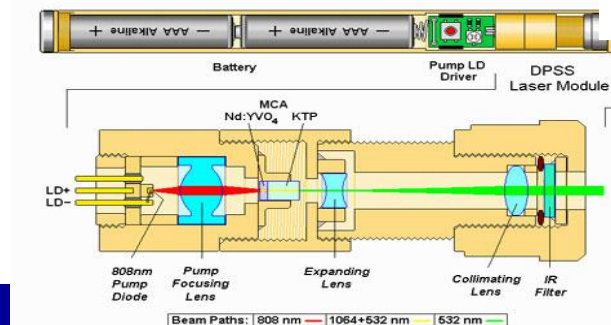 − AAA Alkaline + − AAA Alkaline +
Battery
Pump LD
Driver
DPSS
Laser Module
MCA
Nd:YVO4 KTP
LD+
LD−
808nm
Pump
Diode
Pump
Focusing
Lens
Expanding
Lens
Collimating
Lens
IR
Filter
Beam Paths: 808 nm 1064+532 nm 532 nm